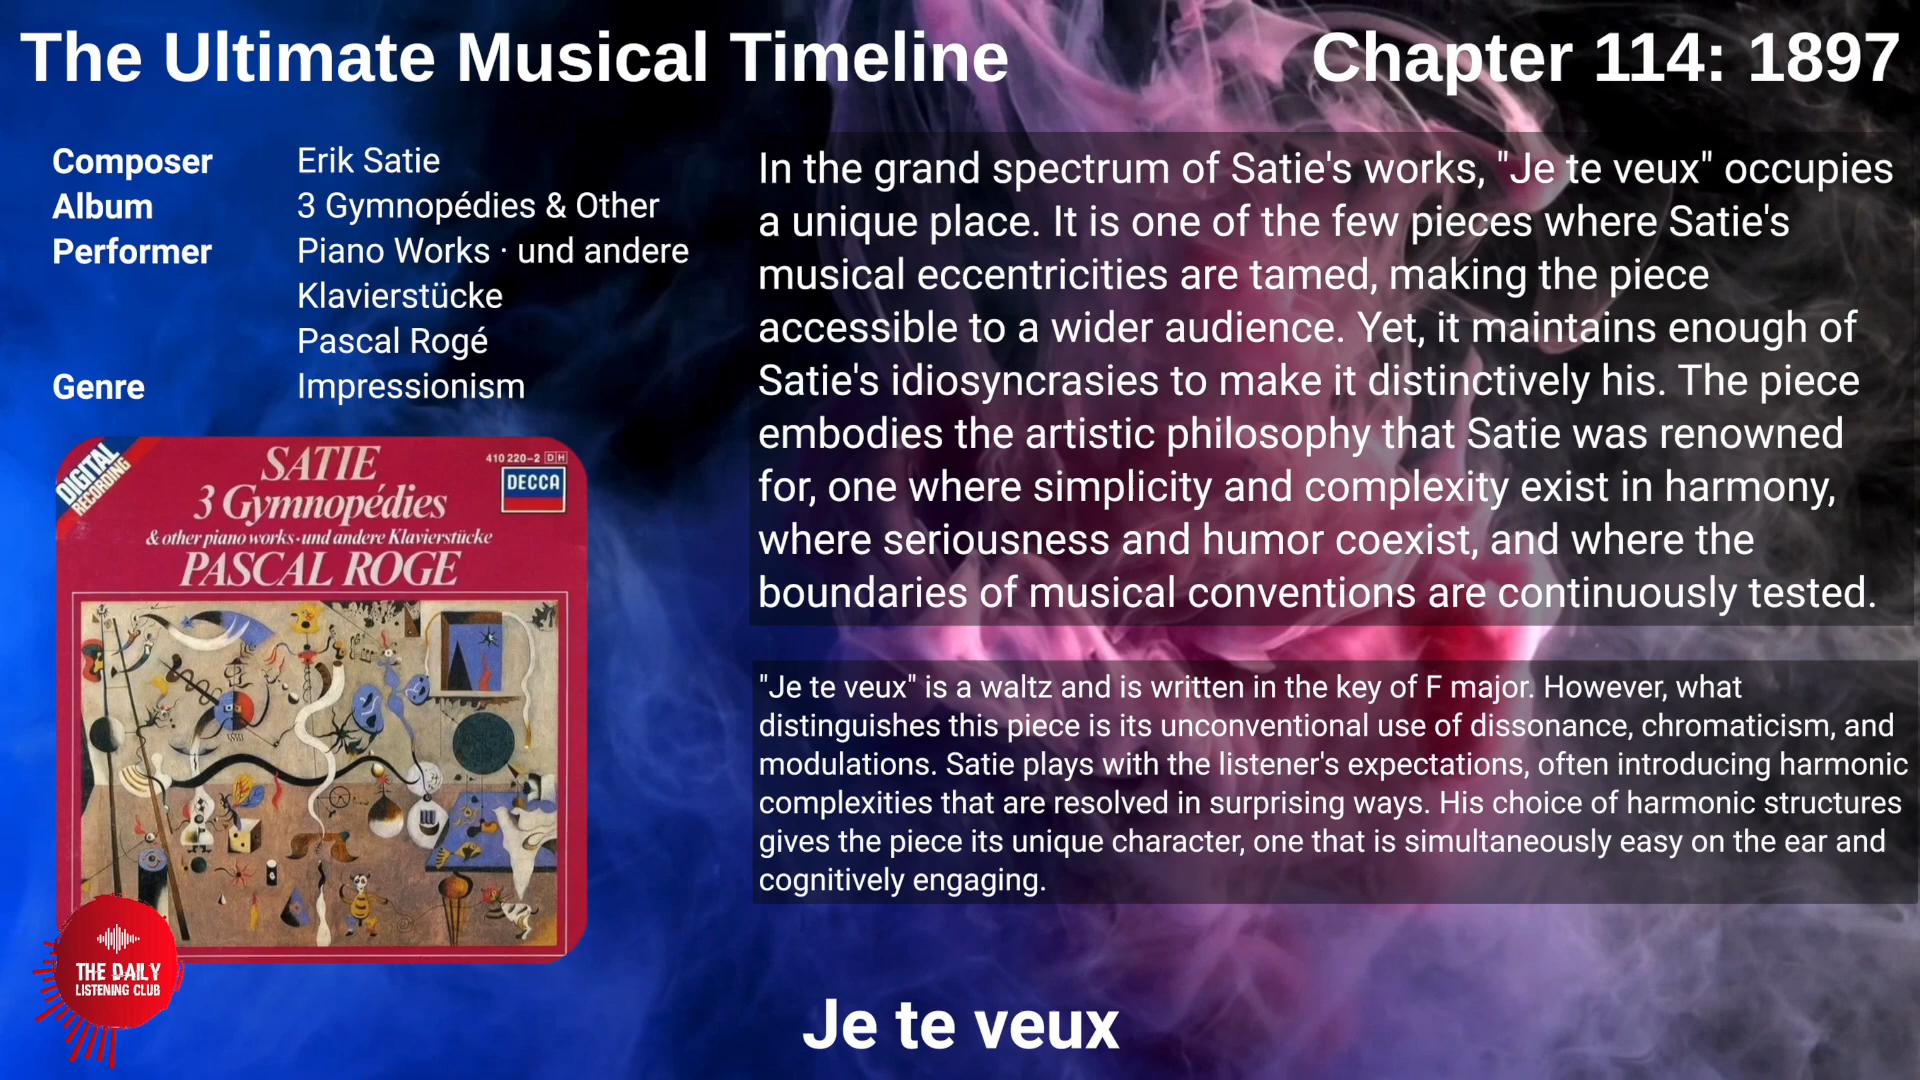 The Ultimate Musical Timeline
Chapter 114: 1897
Composer
Erik Satie
Album
3 Gymnopédies & Other
Performer
Piano Works · und andere
Klavierstücke
Pascal Rogé
Genre
Impressionism
DIGITAL
RECORDING
SATIE
3 Gymnopédies
& other piano works·und andere Klavierstücke
PASCAL ROGE
410 220-2 DH
DECCA
THE DAILY
LISTENING CLUB
In the grand spectrum of Satie's works, "Je te veux" occupies
a unique place. It is one of the few pieces where Satie's
musical eccentricities are tamed, making the piece
accessible to a wider audience. Yet, it maintains enough of
Satie's idiosyncrasies to make it distinctively his. The piece
embodies the artistic philosophy that Satie was renowned
for, one where simplicity and complexity exist in harmony,
where seriousness and humor coexist, and where the
boundaries of musical conventions are continuously tested.
"Je te veux" is a waltz and is written in the key of F major. However, what
distinguishes this piece is its unconventional use of dissonance, chromaticism, and
modulations. Satie plays with the listener's expectations, often introducing harmonic
complexities that are resolved in surprising ways. His choice of harmonic structures
gives the piece its unique character, one that is simultaneously easy on the ear and
cognitively engaging.
Je te veux